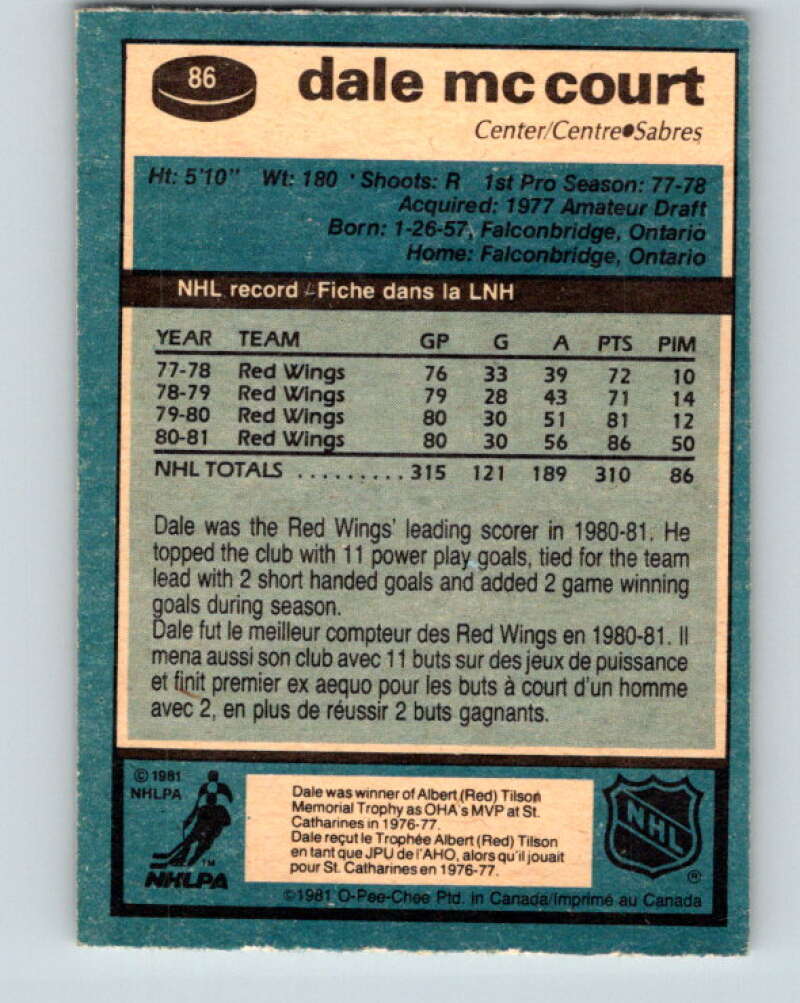 86
dale mc court
Center/Centre•Sabres
Ht: 5'10" Wt: 180 Shoots: R 1st Pro Season: 77-78
Acquired: 1977 Amateur Draft
Born: 1-26-57, Falconbridge, Ontario
Home: Falconbridge, Ontario
NHL record - Fiche dans la LNH
YEAR TEAM GP G A PTS PIM
77-78 Red Wings 76 33 39 72 10
78-79 Red Wings 79 28 43 71 14
79-80 Red Wings 80 30 51 81 12
80-81 Red Wings 80 30 56 86 50
NHL TOTALS ......... 315 121 189 310 86
Dale was the Red Wings' leading scorer in 1980-81. He
topped the club with 11 power play goals, tied for the team
lead with 2 short handed goals and added 2 game winning
goals during season.
Dale fut le meilleur compteur des Red Wings en 1980-81. Il
mena aussi son club avec 11 buts sur des jeux de puissance
et finit premier ex aequo pour les buts à court d'un homme
avec 2, en plus de réussir 2 buts gagnants.
© 1981
NHLPA
TM
NHLPA
Dale was winner of Albert (Red) Tilson
Memorial Trophy as OHA's MVP at St.
Catharines in 1976-77.
Dale reçut le Trophée Albert (Red) Tilson
en tant que JPU de l'AHO, alors qu'il jouait
pour St. Catharines en 1976-77.
NHL
®
©1981 O-Pee-Chee Ptd. in Canada/Imprimé au Canada